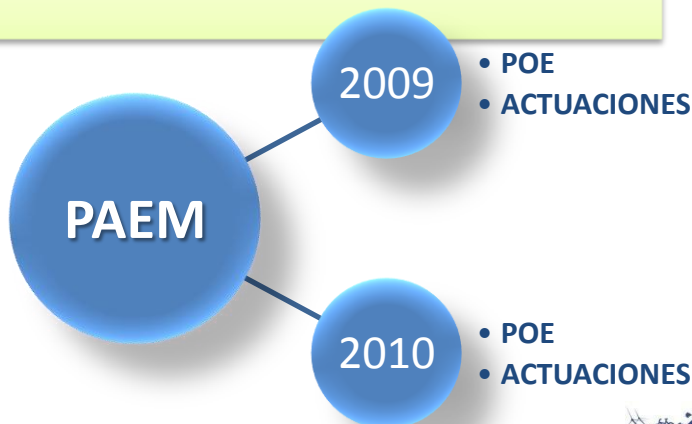 2009
• POE
• ACTUACIONES
PAEM
2010
• POE
• ACTUACIONES